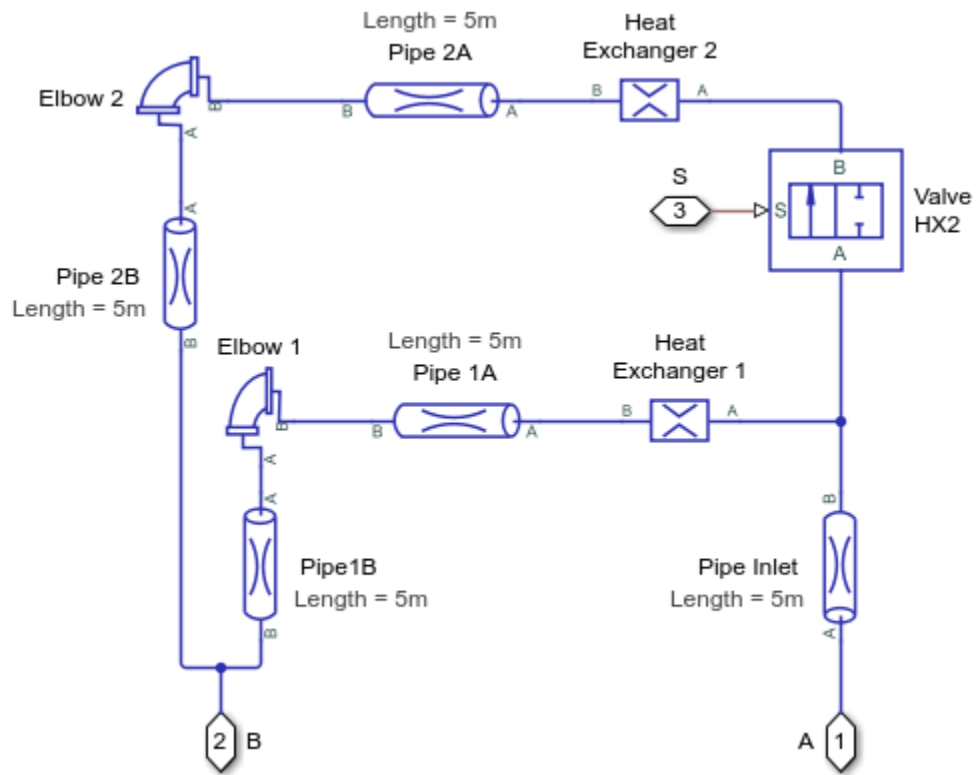 Length = 5m
Pipe 2A
Heat
Exchanger 2
Elbow 2
B
B
A
B
A
A
A
B
S
3
S
A
Valve
HX2
Pipe 2B
Length = 5m
B
Elbow 1
Length = 5m
Pipe 1A
Heat
Exchanger 1
B
B
A
B
A
A
A
B
Pipe1B
Length = 5m
Pipe Inlet
Length = 5m
B
A
2
B
A
1